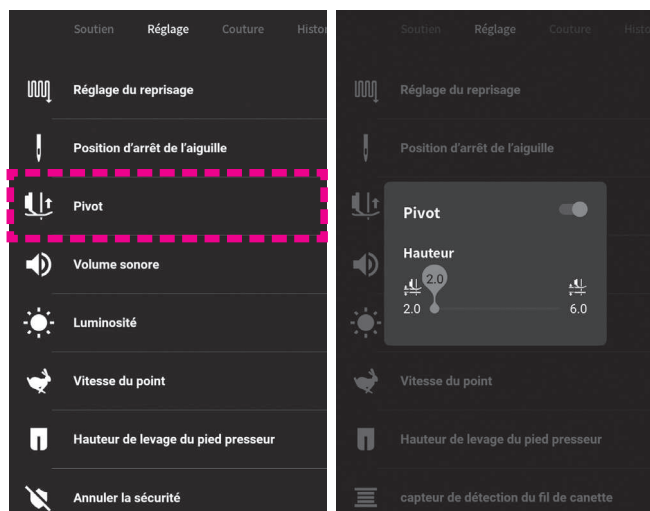 Soutien Réglage Couture Histor
Réglage du reprisage
Position d'arrêt de l'aiguille
Pivot
Volume sonore
Luminosité
Vitesse du point
Hauteur de levage du pied presseur
Annuler la sécurité
Soutien Réglage Couture Histo
Réglage du reprisage
Position d'arrêt de l'aiguille
Pivot
Hauteur
2.0
2.0 6.0
Vitesse du point
Hauteur de levage du pied presseur
capteur de détection du fil de canette